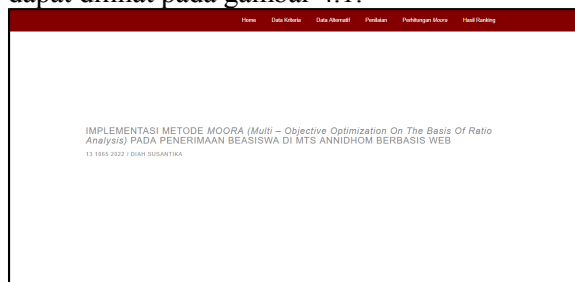 dapat dilihat pada gambar 4.1.
Home Data Kriteria Data Alternatif Penilaian Perhitungan Moora Hasil Ranking
IMPLEMENTASI METODE MOORA (Multi – Objective Optimization On The Basis Of Ratio
Analysis) PADA PENERIMAAN BEASISWA DI MTS ANNIDHOM BERBASIS WEB
13 1065 2022 / DIAH SUSANTIKA